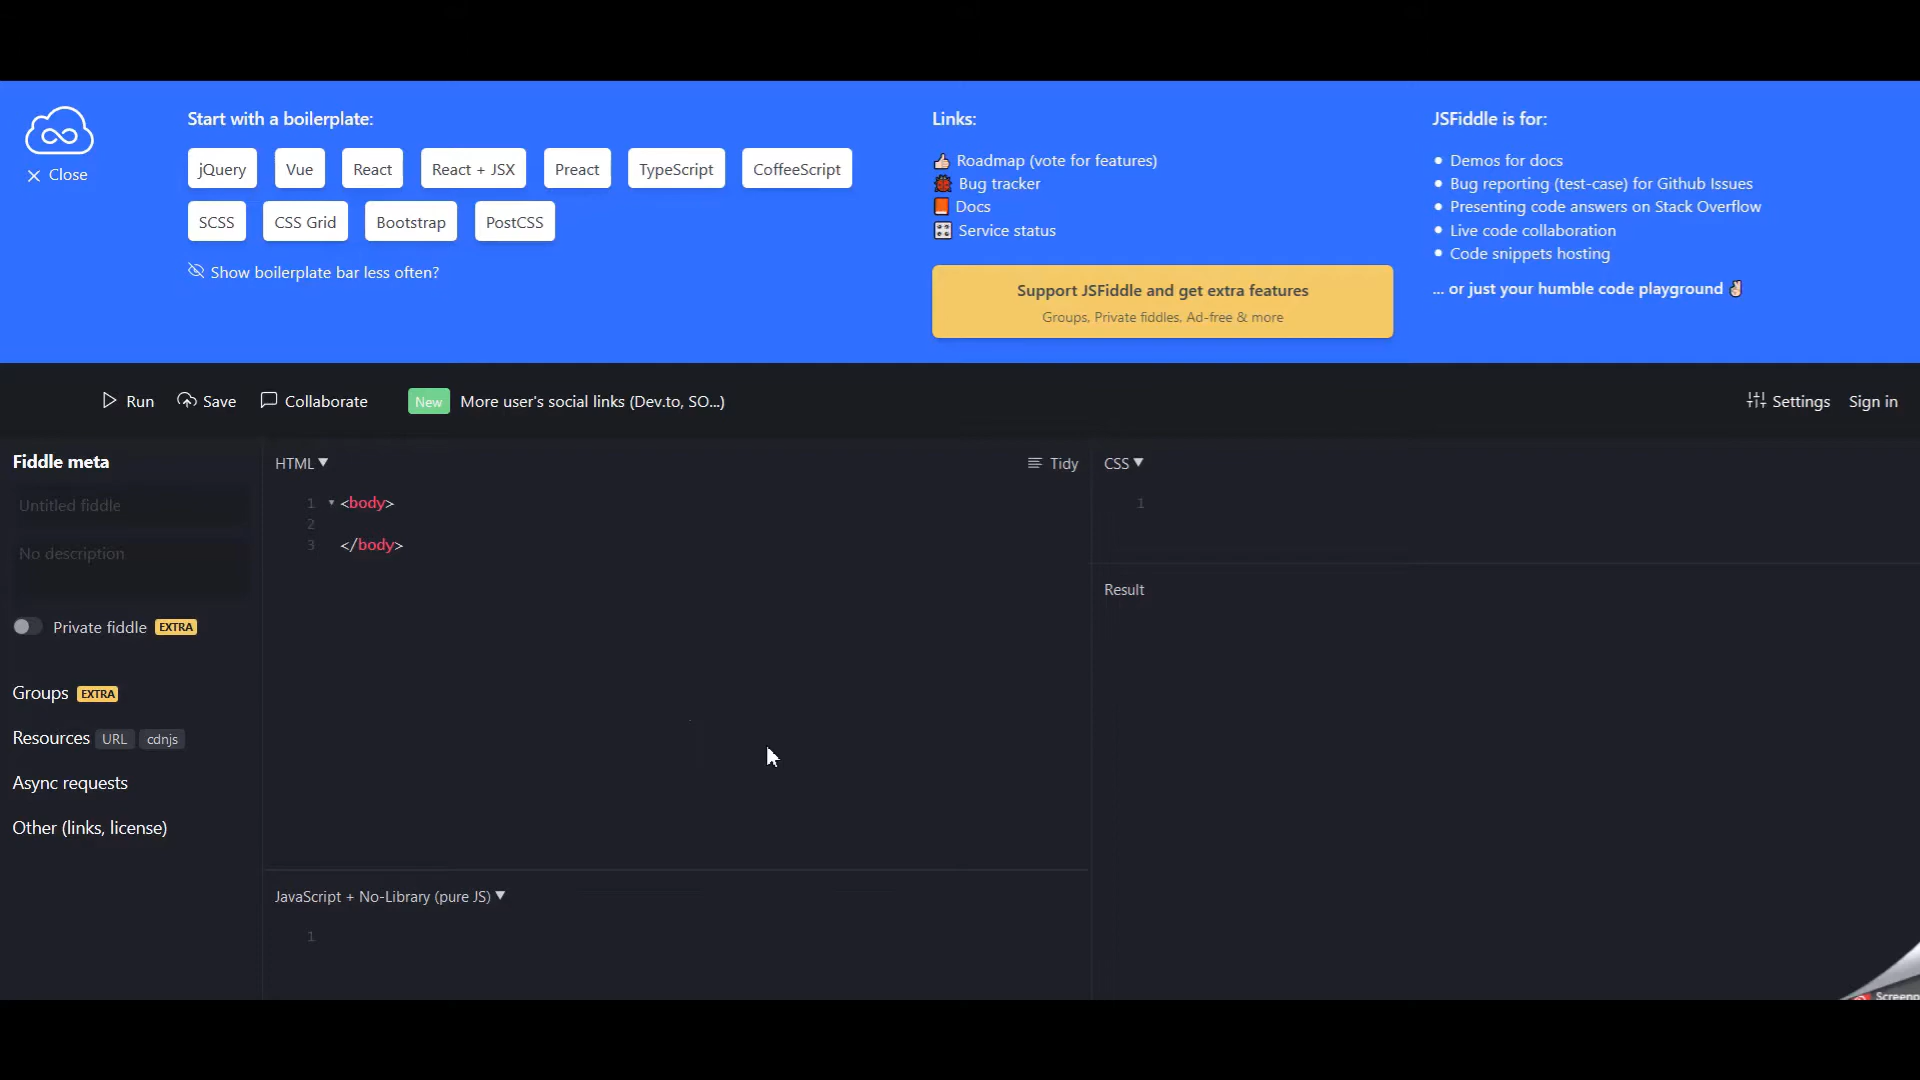 Close
Start with a boilerplate:
jQuery Vue React React + JSX Preact TypeScript CoffeeScript
SCSS CSS Grid Bootstrap PostCSS
Show boilerplate bar less often?
Links:
Roadmap (vote for features)
Bug tracker
Docs
Service status
Support JSFiddle and get extra features
Groups, Private fiddles, Ad-free & more
JSFiddle is for:
Demos for docs
Bug reporting (test-case) for Github Issues
Presenting code answers on Stack Overflow
Live code collaboration
Code snippets hosting
... or just your humble code playground ✌
Run Save Collaborate New More user's social links (Dev.to, SO...) Settings Sign in
Fiddle meta
Untitled fiddle
No description
Private fiddle EXTRA
Groups EXTRA
Resources URL cdnjs
Async requests
Other (links, license)
HTML ▼ Tidy
1 <body>
2
3 </body>
JavaScript + No-Library (pure JS) ▼
1
CSS ▼
1
Result